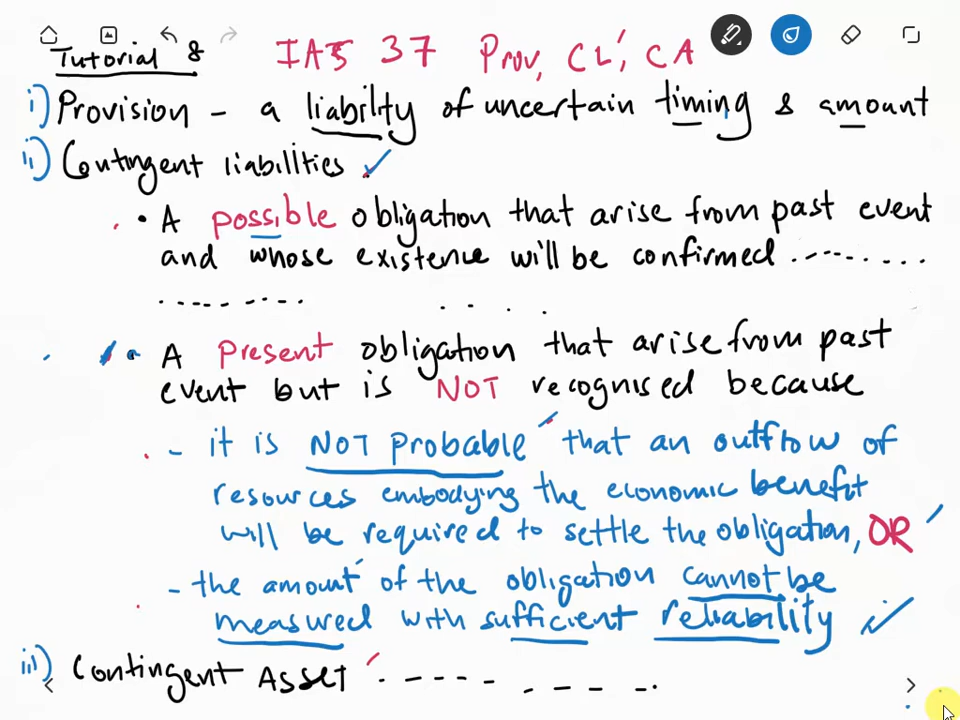 Tutorial 8 IAS 37 Prov, CL, CA
i) Provision - a liability of uncertain timing & amount
ii) Contingent liabilities
• A possible obligation that arise from past event
and whose existence will be confirmed ...........
.......... . . . .
• A present obligation that arise from past
event but is NOT recognised because
- it is NOT probable that an outflow of
resources embodying the economic benefit
will be required to settle the obligation, OR
- the amount of the obligation cannot be
measured with sufficient reliability
iii) Contingent Asset . - - - - - - - - .